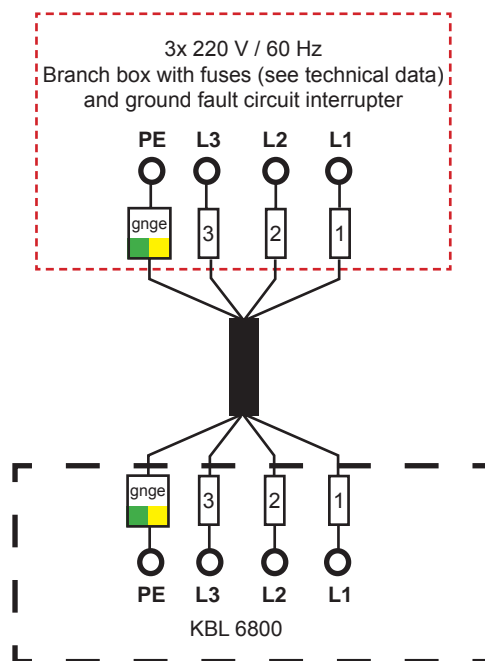 3x 220 V / 60 Hz
Branch box with fuses (see technical data)
and ground fault circuit interrupter
PE L3 L2 L1
gnge 3 2 1
gnge 3 2 1
PE L3 L2 L1
KBL 6800